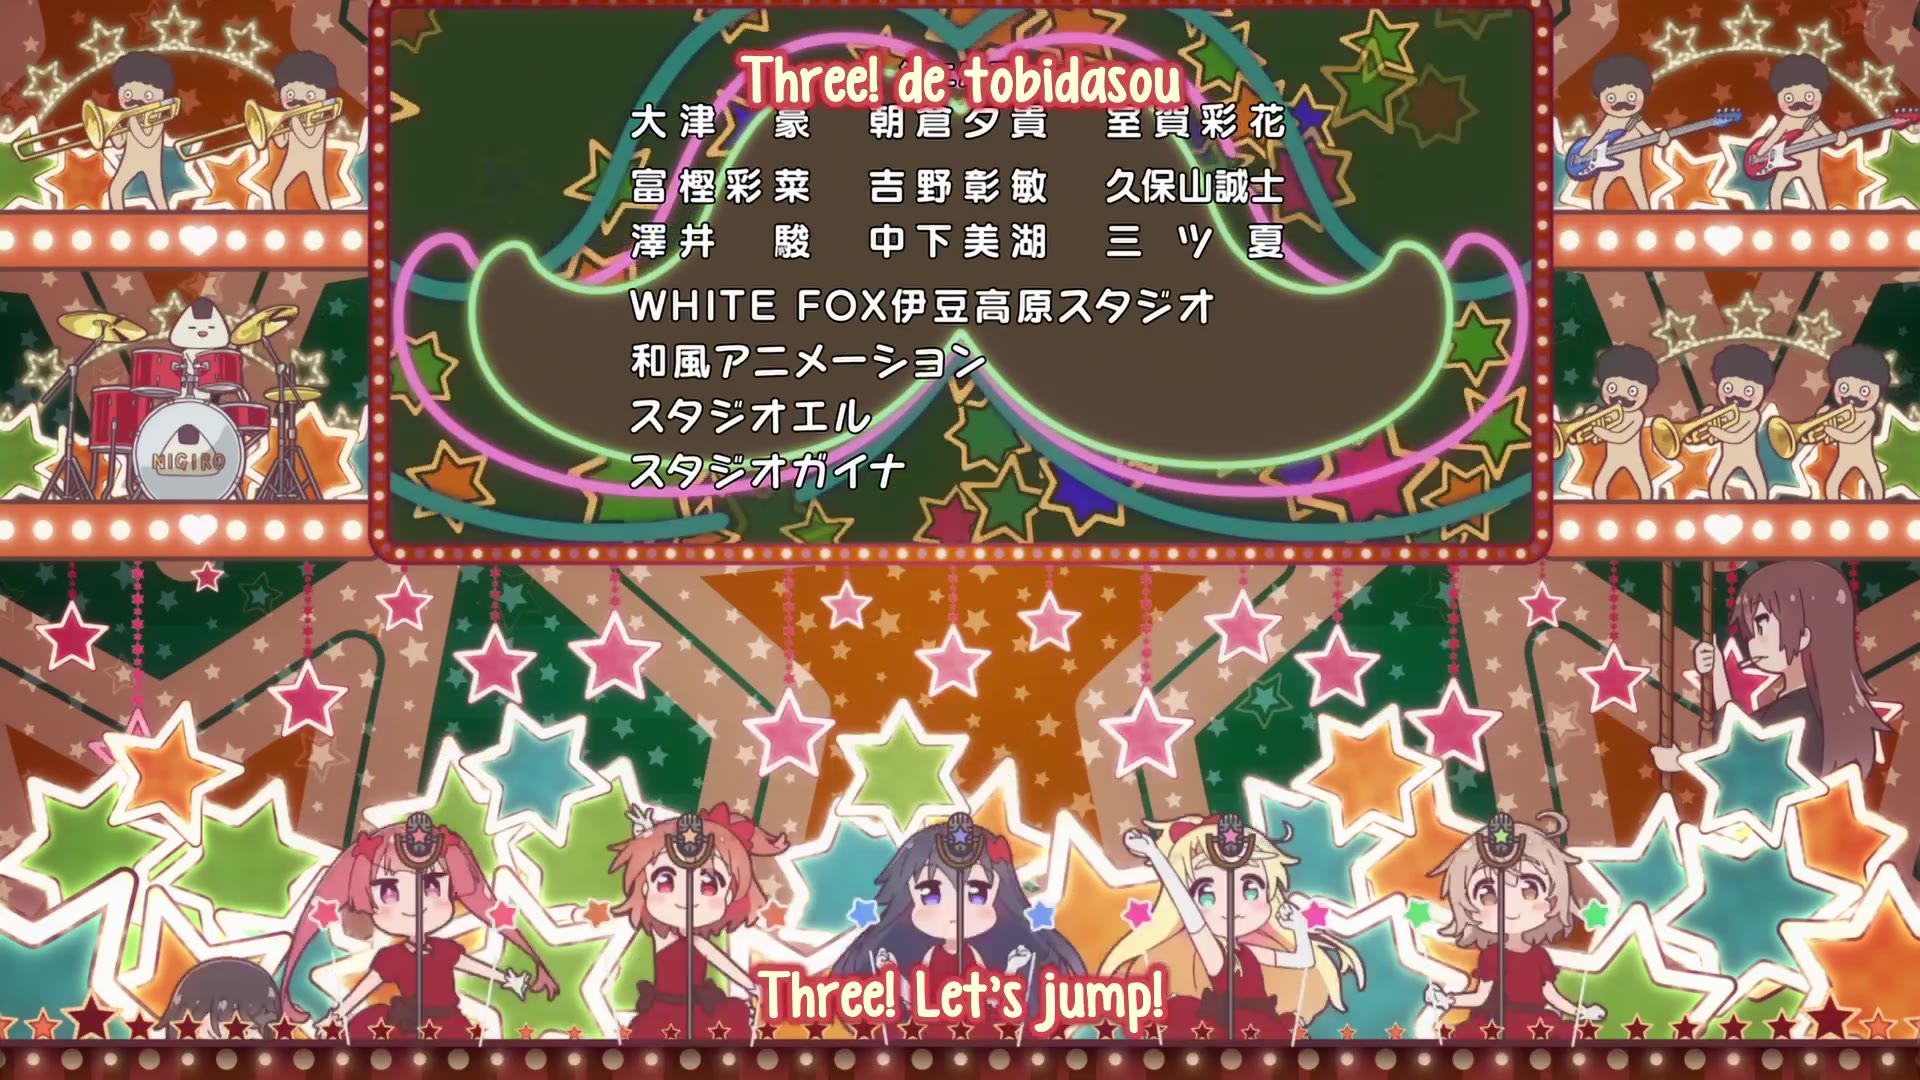 Three! de tobidasou
大津 豪 朝倉夕貴 室賀彩花
富樫彩菜 吉野彰敏 久保山誠士
澤井 駿 中下美湖 三ツ 夏
WHITE FOX伊豆高原スタジオ
和風アニメーション
スタジオエル
スタジオガイナ
NIGIRO
Three! Let's jump!